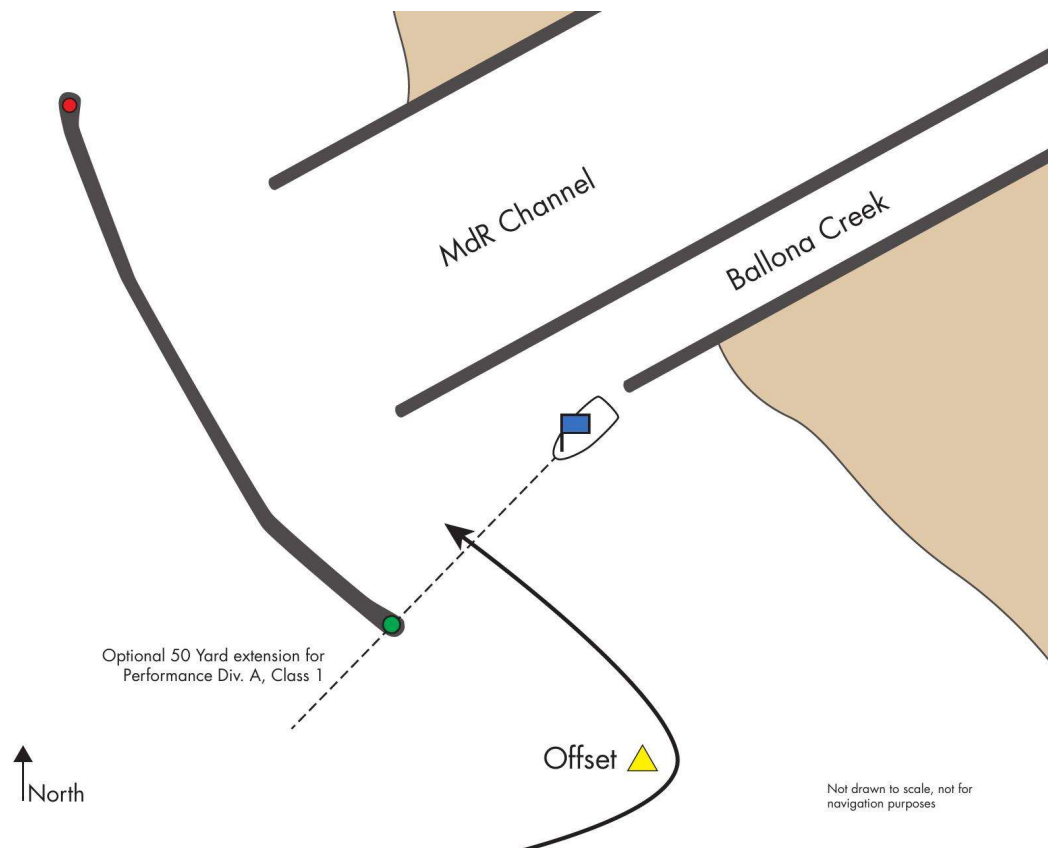 MdR Channel
Ballona Creek
Optional 50 Yard extension for
Performance Div. A, Class 1
Offset
North
Not drawn to scale, not for
navigation purposes